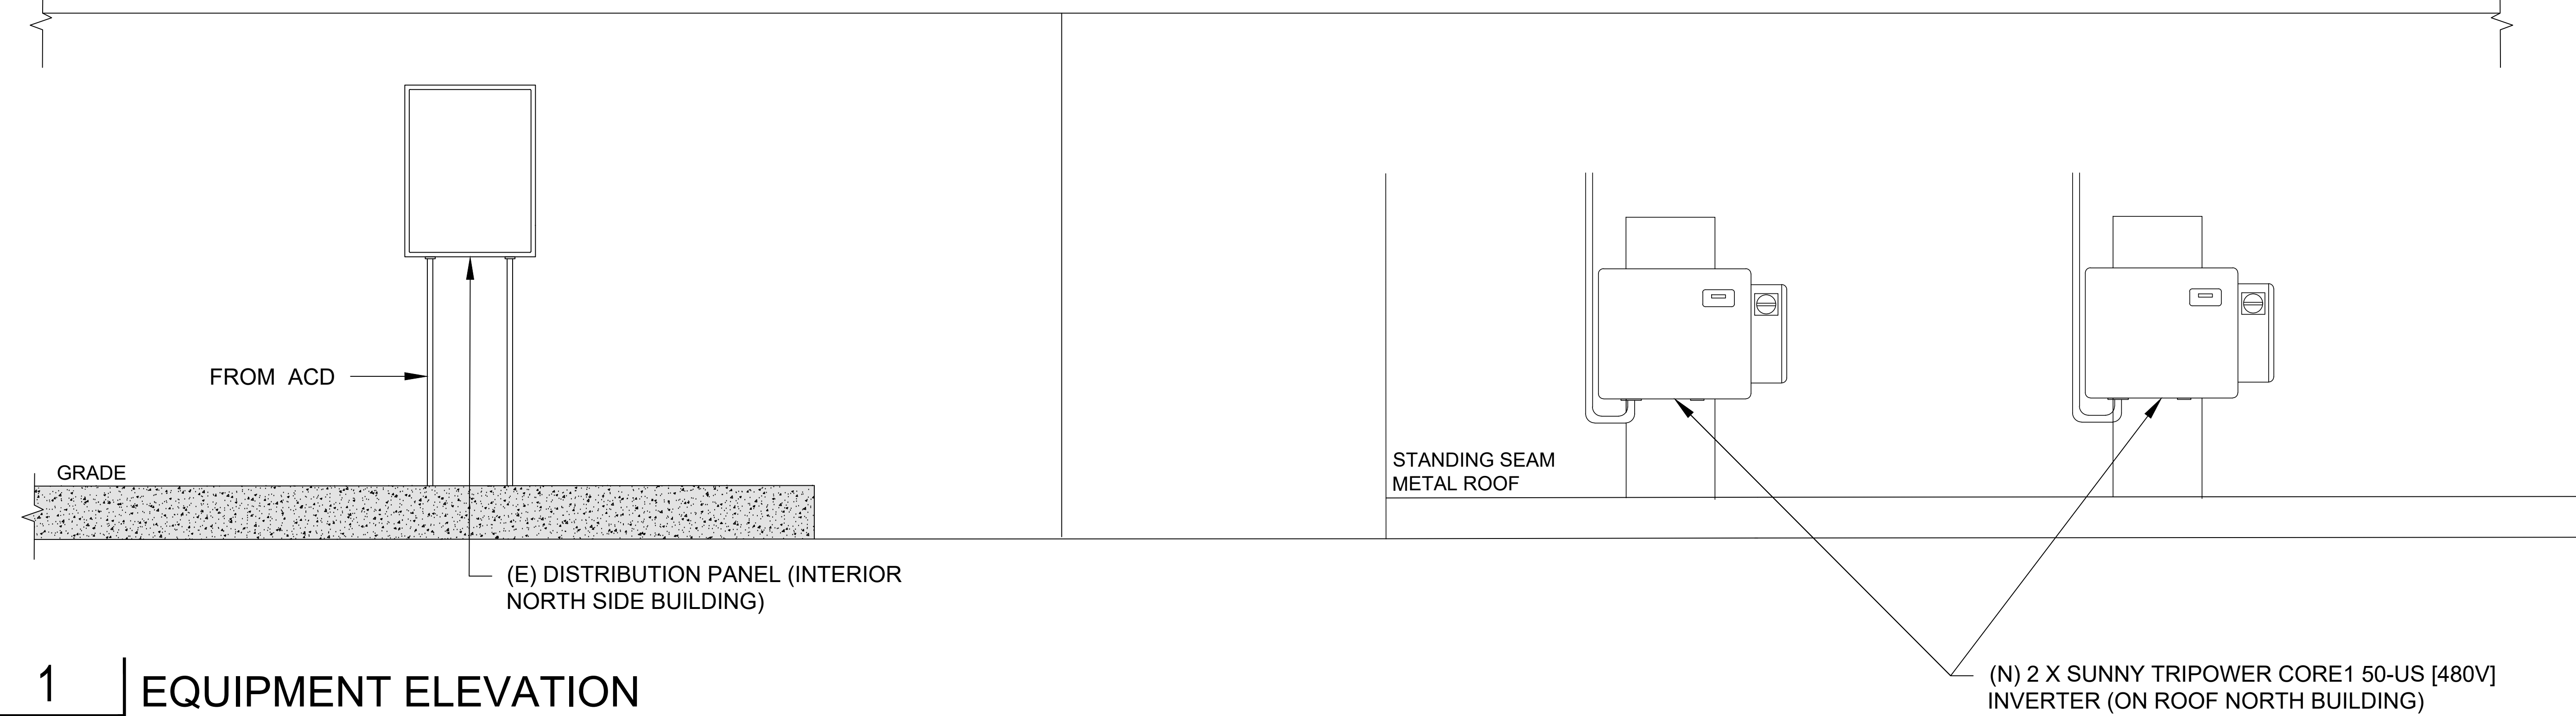 FROM ACD
GRADE
(E) DISTRIBUTION PANEL (INTERIOR
NORTH SIDE BUILDING)
STANDING SEAM
METAL ROOF
(N) 2 X SUNNY TRIPOWER CORE1 50-US [480V]
INVERTER (ON ROOF NORTH BUILDING)
1
EQUIPMENT ELEVATION